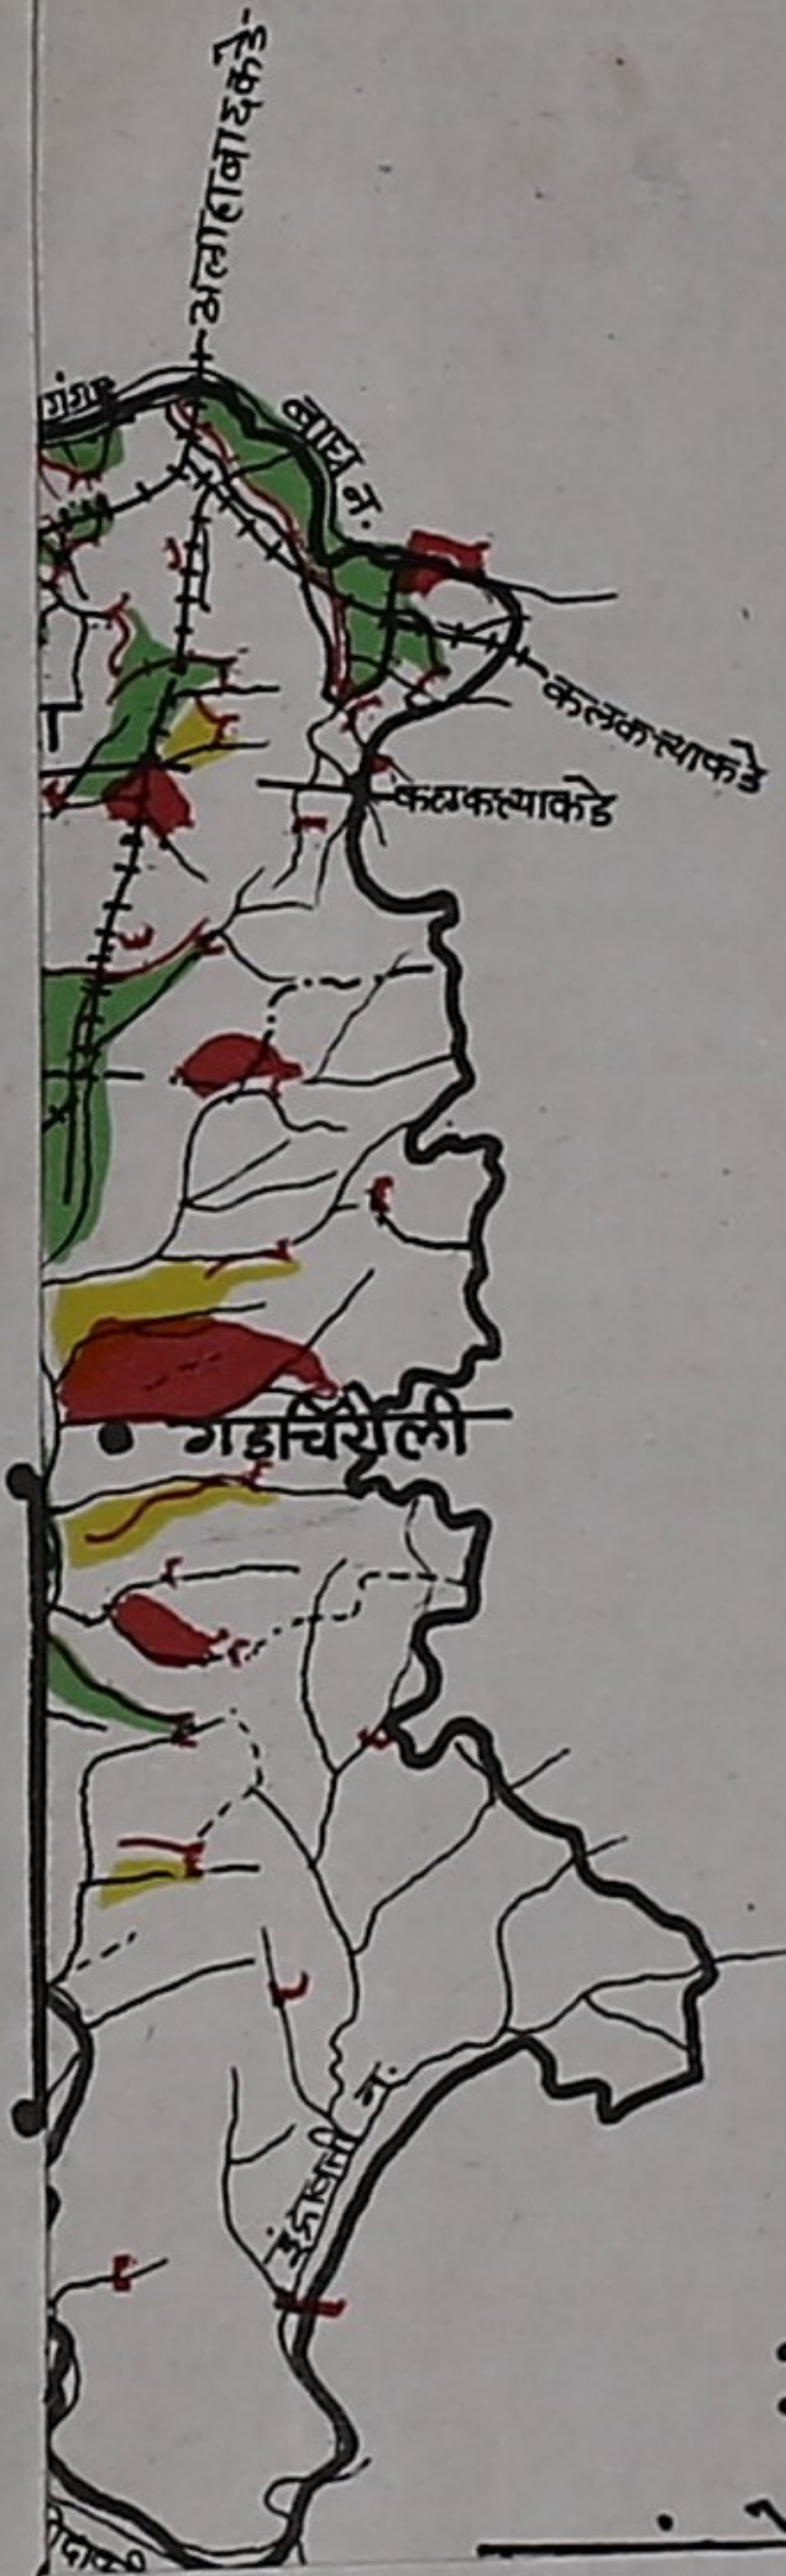 अलाहाबादकडे
बाघ न.
कलकत्त्याकडे
कलकत्त्याकडे
गडचिरोली
इंद्रावती न.